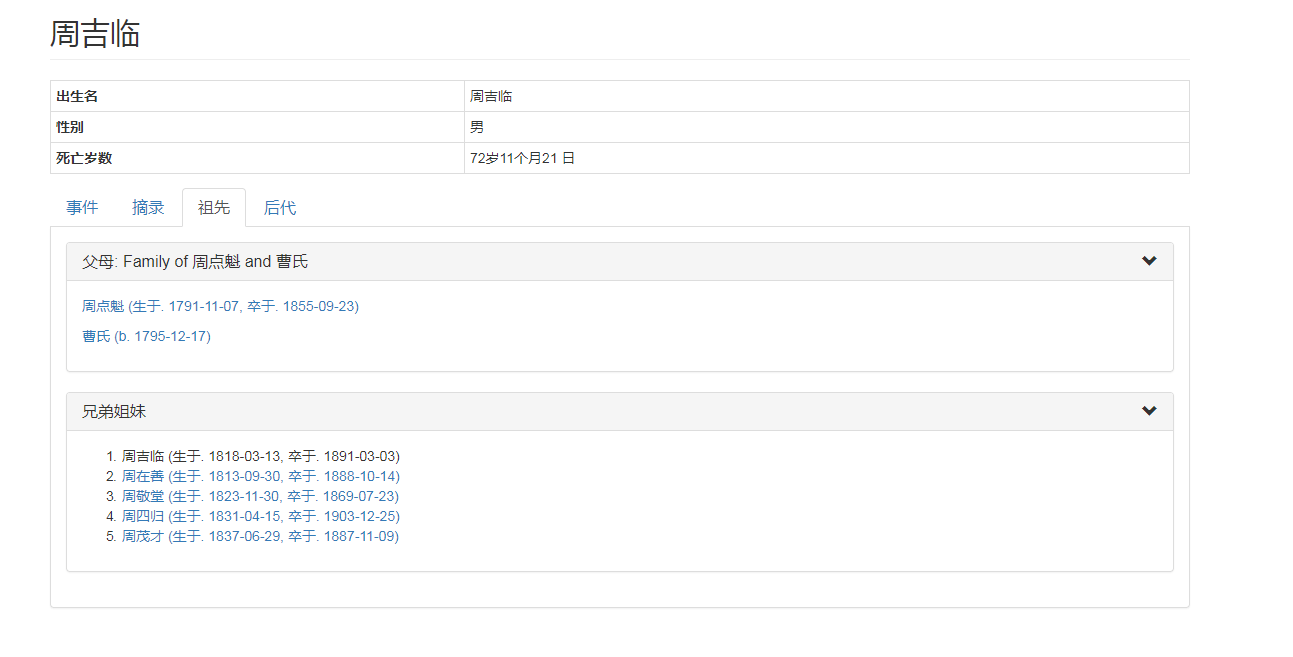 周吉临
出生名 周吉临
性别 男
死亡岁数 72岁11个月21 日
事件 摘录 祖先 后代
父母: Family of 周点魁 and 曹氏
周点魁 (生于. 1791-11-07, 卒于. 1855-09-23)
曹氏 (b. 1795-12-17)
兄弟姐妹
1. 周吉临 (生于. 1818-03-13, 卒于. 1891-03-03)
2. 周在善 (生于. 1813-09-30, 卒于. 1888-10-14)
3. 周敬堂 (生于. 1823-11-30, 卒于. 1869-07-23)
4. 周四归 (生于. 1831-04-15, 卒于. 1903-12-25)
5. 周茂才 (生于. 1837-06-29, 卒于. 1887-11-09)